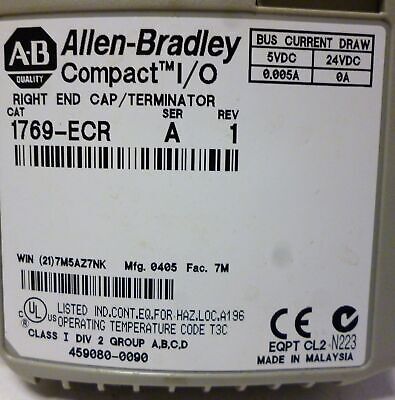 AB
QUALITY
Allen-Bradley
Compact™ I/O
BUS CURRENT DRAW
5VDC 24VDC
0.005A 0A
RIGHT END CAP/TERMINATOR
CAT SER REV
1769-ECR A 1
WIN (21)7M5AZ7NK Mfg. 0405 Fac. 7M
UL
LISTED IND.CONT.EQ.FOR HAZ.LOC.A196
OPERATING TEMPERATURE CODE T3C
CLASS I DIV 2 GROUP A,B,C,D
459080-0090
CE
EQPT CL2 N223
MADE IN MALAYSIA